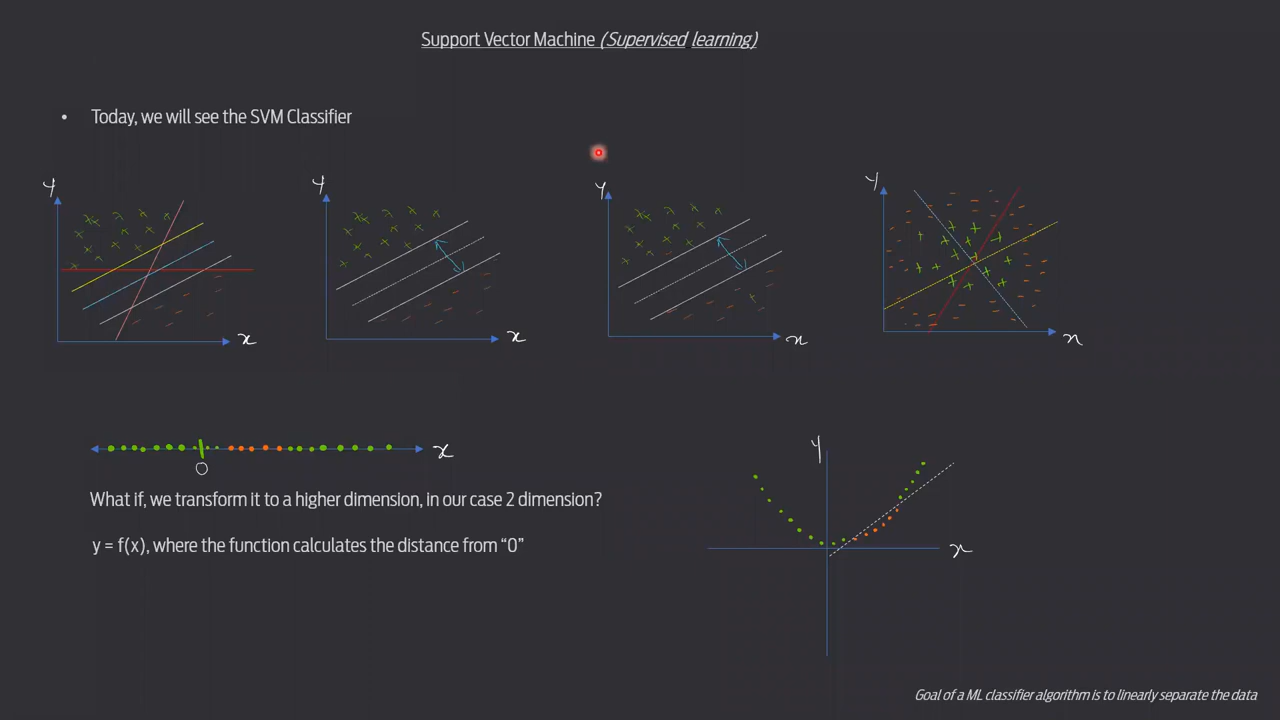 Support Vector Machine (Supervised learning)
• Today, we will see the SVM Classifier
y
y
y
y
x
x
x
x
x
0
What if, we transform it to a higher dimension, in our case 2 dimension?
y = f(x), where the function calculates the distance from “0”
y
x
Goal of a ML classifier algorithm is to linearly separate the data